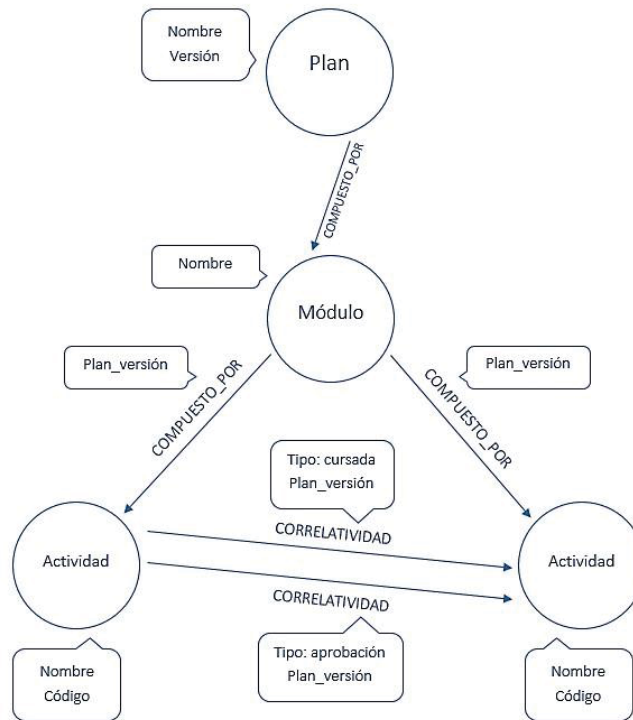 Nombre
Versión
Plan
COMPUESTO_POR
Nombre
Módulo
Plan_versión
COMPUESTO_POR
COMPUESTO_POR
Plan_versión
Tipo: cursada
Plan_versión
CORRELATIVIDAD
Actividad
Actividad
CORRELATIVIDAD
Tipo: aprobación
Plan_versión
Nombre
Código
Nombre
Código